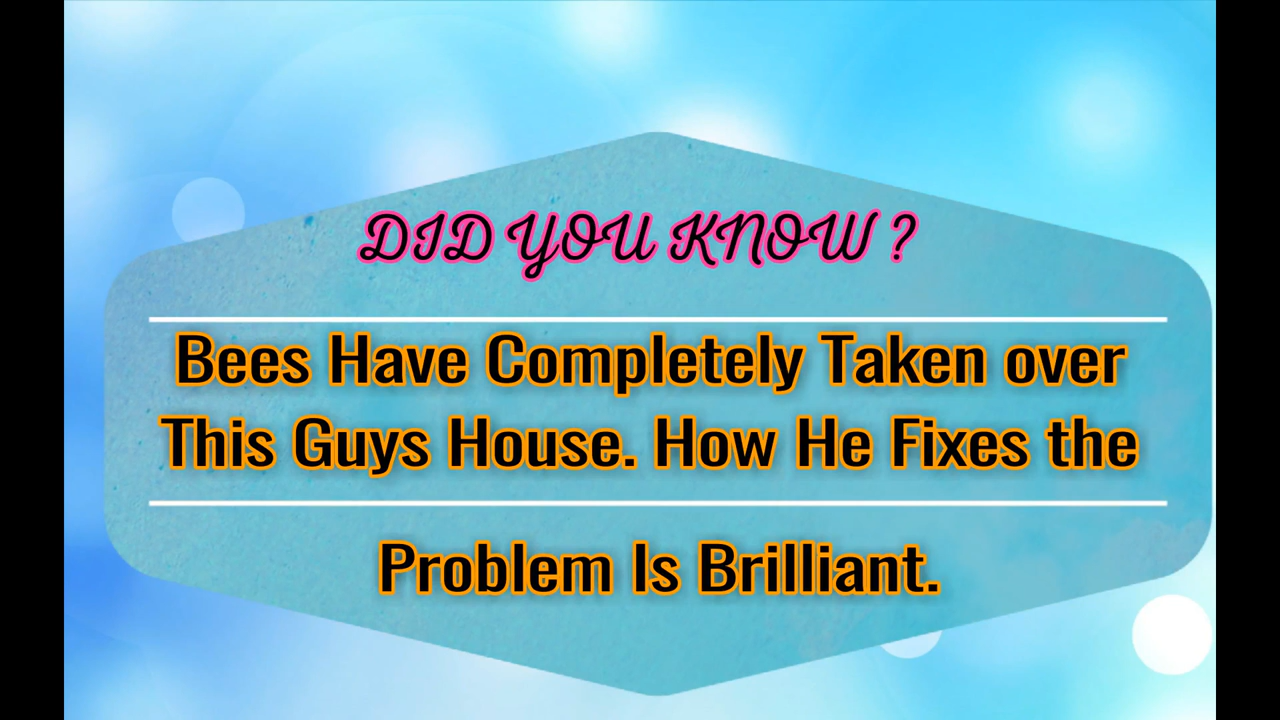 DID YOU KNOW ?
Bees Have Completely Taken over
This Guys House. How He Fixes the
Problem Is Brilliant.